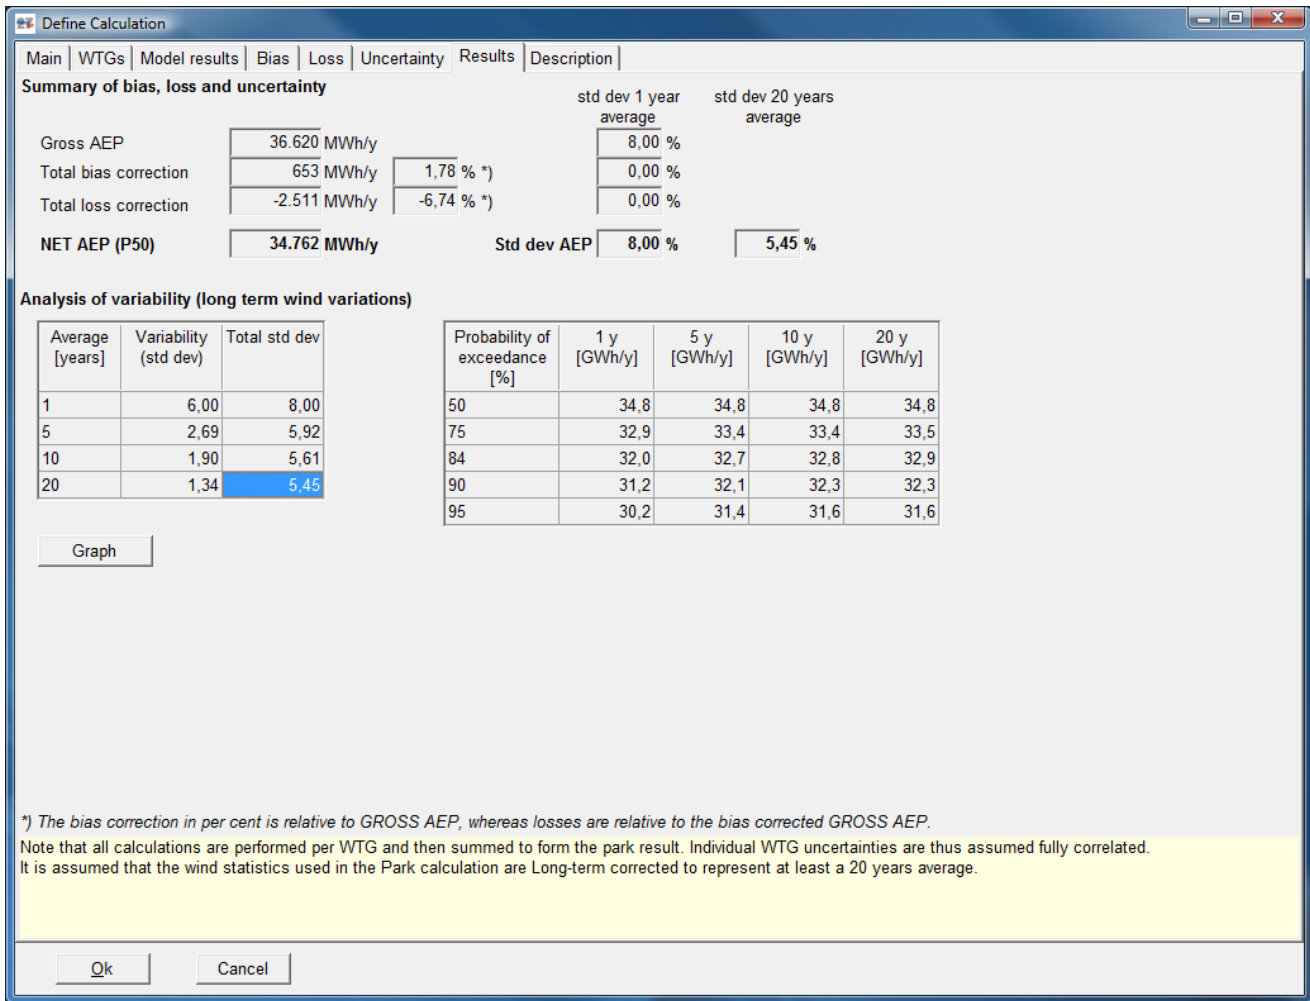 Define Calculation
Main WTGs Model results Bias Loss Uncertainty Results Description
Summary of bias, loss and uncertainty
std dev 1 year average
std dev 20 years average
Gross AEP 36.620 MWh/y 8,00 %
Total bias correction 653 MWh/y 1,78 % *) 0,00 %
Total loss correction -2.511 MWh/y -6,74 % *) 0,00 %
NET AEP (P50) 34.762 MWh/y Std dev AEP 8,00 % 5,45 %
Analysis of variability (long term wind variations)
Average [years] Variability (std dev) Total std dev
1 6,00 8,00
5 2,69 5,92
10 1,90 5,61
20 1,34 5,45
Probability of exceedance [%] 1 y [GWh/y] 5 y [GWh/y] 10 y [GWh/y] 20 y [GWh/y]
50 34,8 34,8 34,8 34,8
75 32,9 33,4 33,4 33,5
84 32,0 32,7 32,8 32,9
90 31,2 32,1 32,3 32,3
95 30,2 31,4 31,6 31,6
Graph
*) The bias correction in per cent is relative to GROSS AEP, whereas losses are relative to the bias corrected GROSS AEP.
Note that all calculations are performed per WTG and then summed to form the park result. Individual WTG uncertainties are thus assumed fully correlated.
It is assumed that the wind statistics used in the Park calculation are Long-term corrected to represent at least a 20 years average.
Ok Cancel